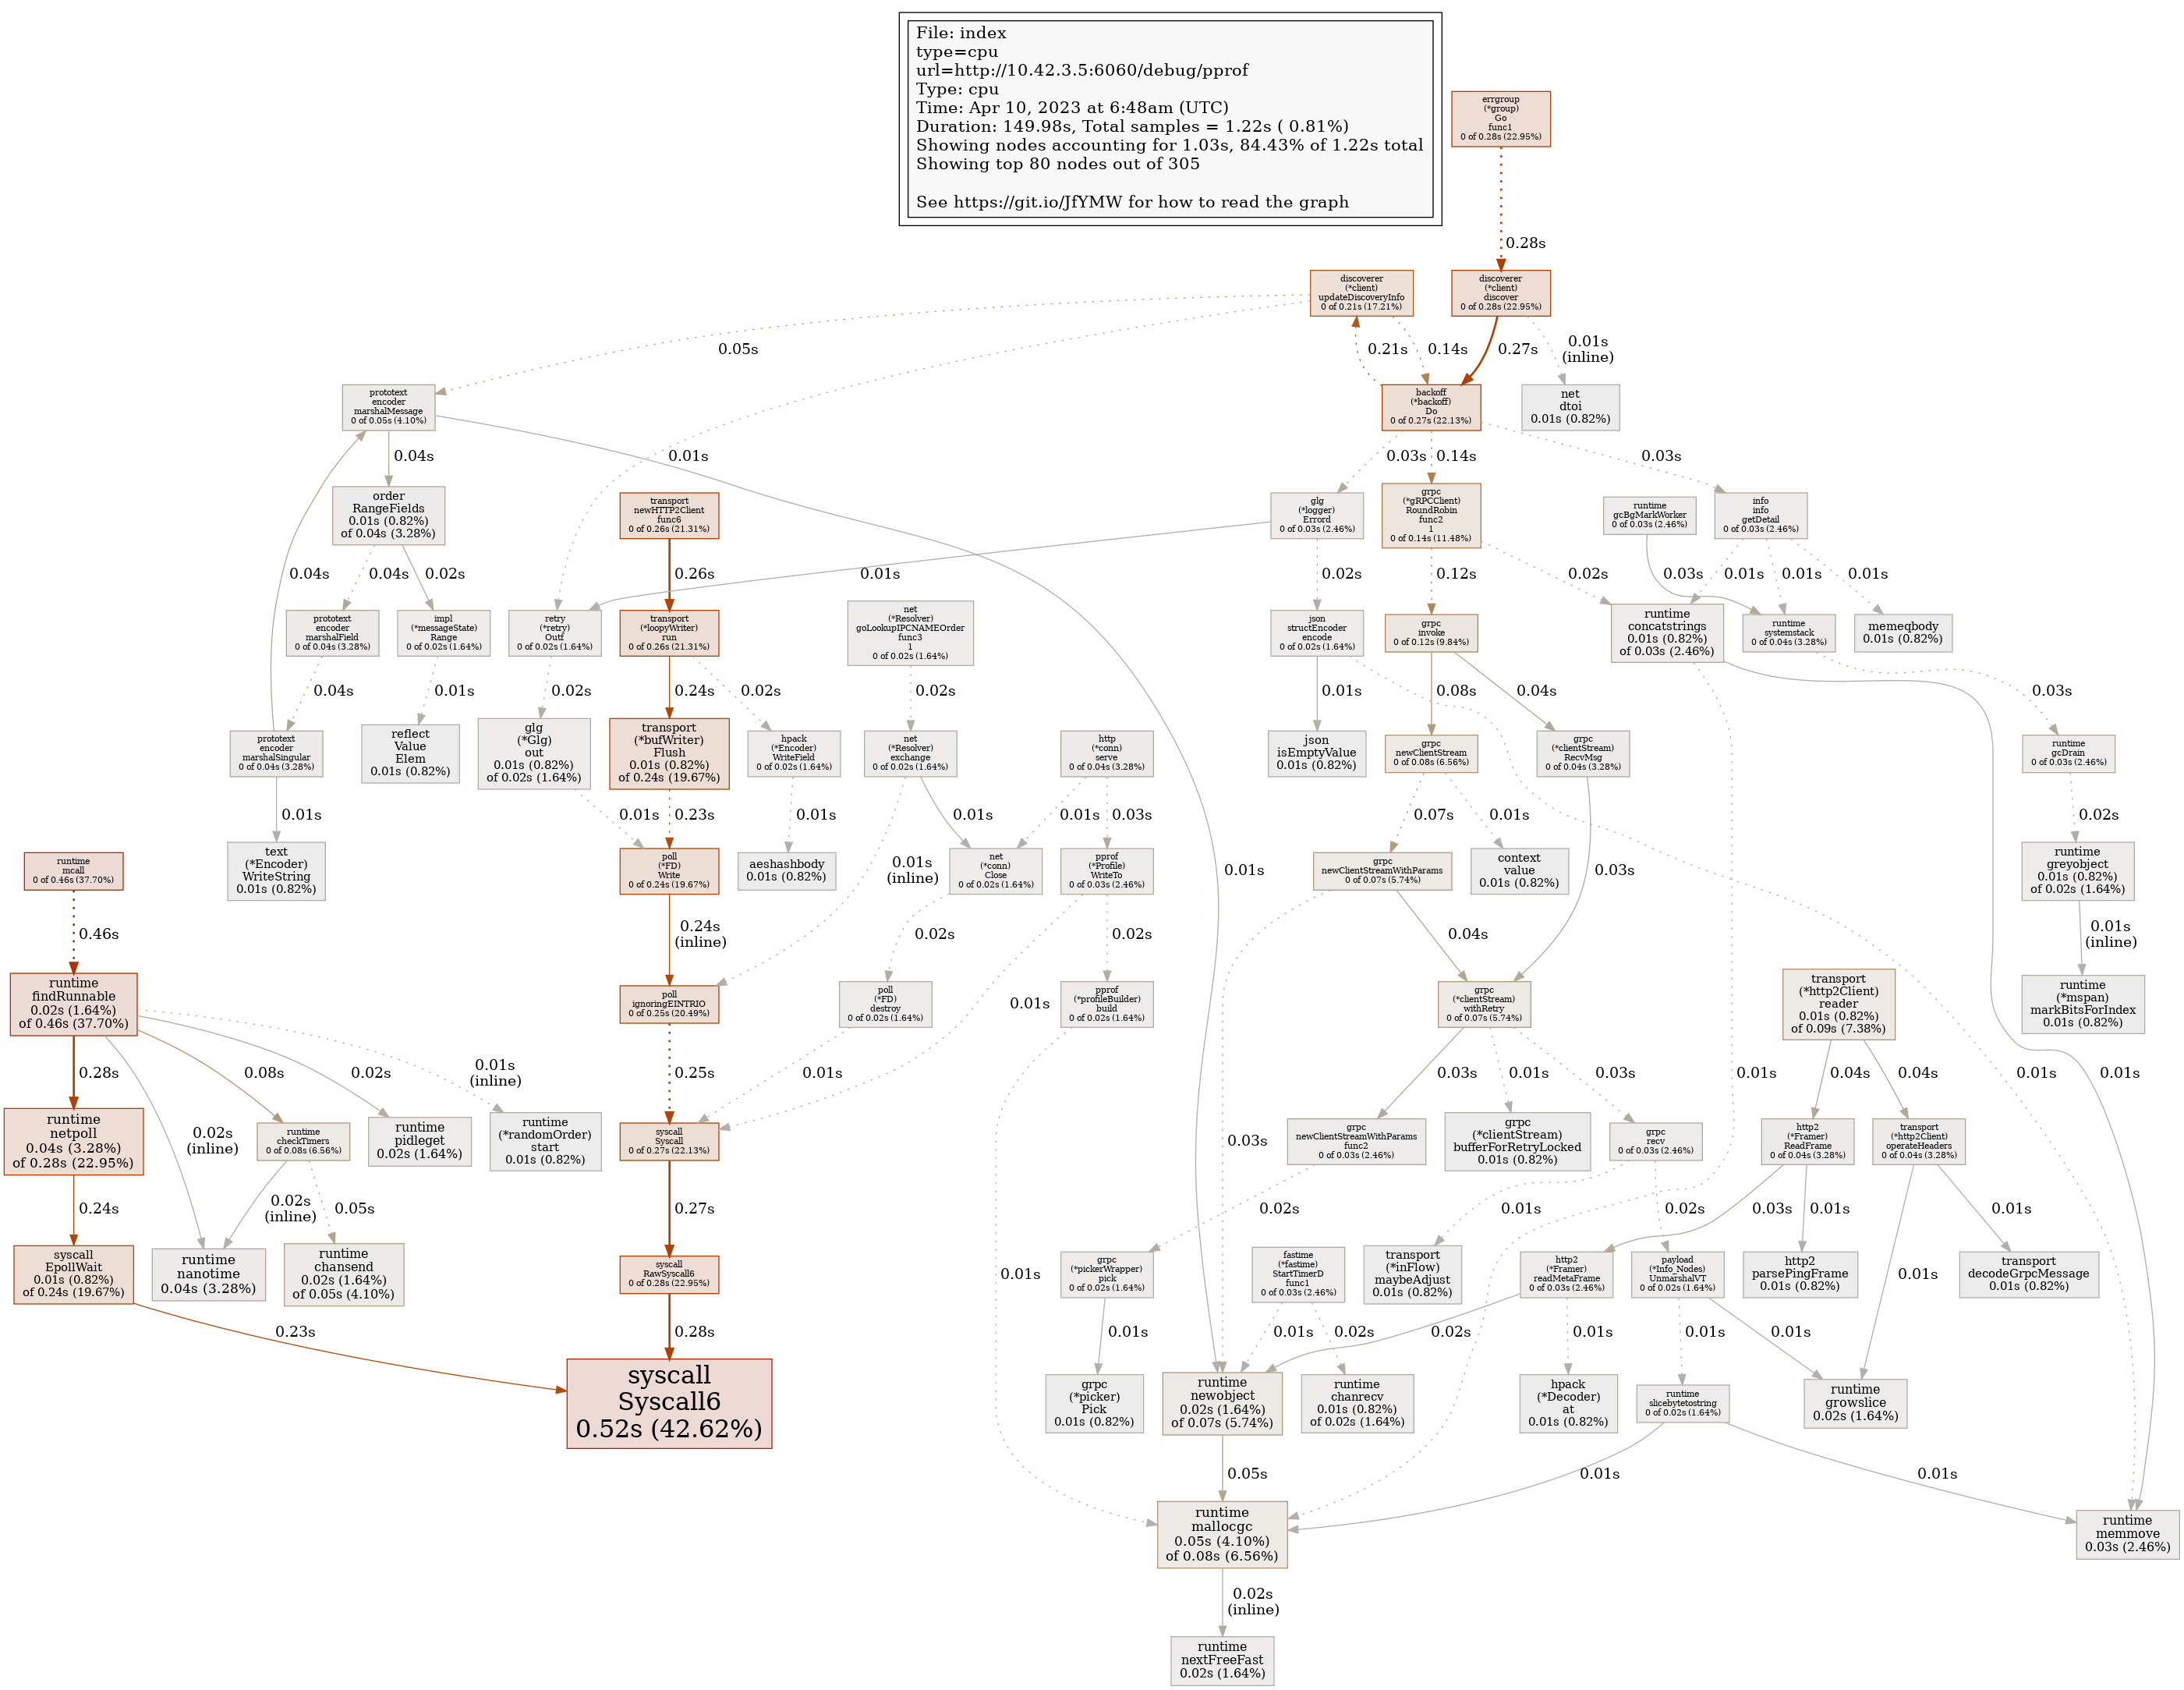 File: index
type=cpu
url=http://10.42.3.5:6060/debug/pprof
Type: cpu
Time: Apr 10, 2023 at 6:48am (UTC)
Duration: 149.98s, Total samples = 1.22s ( 0.81%)
Showing nodes accounting for 1.03s, 84.43% of 1.22s total
Showing top 80 nodes out of 305
See https://git.io/JfYMW for how to read the graph
errgroup
(*group)
Go
func1
0 of 0.28s (22.95%)
0.28s
discoverer
(*client)
updateDiscoveryInfo
0 of 0.21s (17.21%)
discoverer
(*client)
discover
0 of 0.28s (22.95%)
0.05s
0.21s
0.14s
0.27s
0.01s
(inline)
prototext
encoder
marshalMessage
0 of 0.05s (4.10%)
backoff
(*backoff)
Do
0 of 0.27s (22.13%)
net
dtoi
0.01s (0.82%)
0.04s
0.01s
0.03s
0.14s
0.03s
order
RangeFields
0.01s (0.82%)
of 0.04s (3.28%)
transport
newHTTP2Client
func6
0 of 0.26s (21.31%)
glg
(*logger)
Errord
0 of 0.03s (2.46%)
grpc
(*gRPCClient)
RoundRobin
func2
1
0 of 0.14s (11.48%)
runtime
gcBgMarkWorker
0 of 0.03s (2.46%)
info
info
getDetail
0 of 0.03s (2.46%)
0.04s
0.04s
0.02s
0.26s
0.01s
0.02s
0.12s
0.02s
0.03s
0.01s
0.01s
0.01s
prototext
encoder
marshalField
0 of 0.04s (3.28%)
impl
(*messageState)
Range
0 of 0.02s (1.64%)
retry
(*retry)
Outf
0 of 0.02s (1.64%)
transport
(*loopyWriter)
run
0 of 0.26s (21.31%)
net
(*Resolver)
goLookupIPCNAMEOrder
func3
1
0 of 0.02s (1.64%)
json
structEncoder
encode
0 of 0.02s (1.64%)
grpc
invoke
0 of 0.12s (9.84%)
runtime
concatstrings
0.01s (0.82%)
of 0.03s (2.46%)
runtime
systemstack
0 of 0.04s (3.28%)
memeqbody
0.01s (0.82%)
0.04s
0.01s
0.02s
0.24s
0.02s
0.02s
0.01s
0.08s
0.04s
0.03s
prototext
encoder
marshalSingular
0 of 0.04s (3.28%)
reflect
Value
Elem
0.01s (0.82%)
glg
(*Glg)
out
0.01s (0.82%)
of 0.02s (1.64%)
transport
(*bufWriter)
Flush
0.01s (0.82%)
of 0.24s (19.67%)
hpack
(*Encoder)
WriteField
0 of 0.02s (1.64%)
net
(*Resolver)
exchange
0 of 0.02s (1.64%)
http
(*conn)
serve
0 of 0.04s (3.28%)
json
isEmptyValue
0.01s (0.82%)
grpc
newClientStream
0 of 0.08s (6.56%)
grpc
(*clientStream)
RecvMsg
0 of 0.04s (3.28%)
runtime
gcDrain
0 of 0.03s (2.46%)
0.01s
0.01s
0.23s
0.01s
0.01s
0.01s
0.03s
0.07s
0.01s
0.02s
runtime
mcall
0 of 0.46s (37.70%)
text
(*Encoder)
WriteString
0.01s (0.82%)
poll
(*FD)
Write
0 of 0.24s (19.67%)
aeshashbody
0.01s (0.82%)
0.01s
(inline)
net
(*conn)
Close
0 of 0.02s (1.64%)
pprof
(*Profile)
WriteTo
0 of 0.03s (2.46%)
0.01s
grpc
newClientStreamWithParams
0 of 0.07s (5.74%)
context
value
0.01s (0.82%)
0.03s
runtime
greyobject
0.01s (0.82%)
of 0.02s (1.64%)
0.46s
0.24s
(inline)
0.02s
0.02s
0.04s
0.01s
(inline)
runtime
findRunnable
0.02s (1.64%)
of 0.46s (37.70%)
poll
ignoringEINTRIO
0 of 0.25s (20.49%)
poll
(*FD)
destroy
0 of 0.02s (1.64%)
0.01s
pprof
(*profileBuilder)
build
0 of 0.02s (1.64%)
grpc
(*clientStream)
withRetry
0 of 0.07s (5.74%)
transport
(*http2Client)
reader
0.01s (0.82%)
of 0.09s (7.38%)
runtime
(*mspan)
markBitsForIndex
0.01s (0.82%)
0.28s
0.08s
0.02s
0.01s
(inline)
0.25s
0.01s
0.03s
0.01s
0.03s
0.01s
0.04s
0.04s
0.01s
0.01s
runtime
netpoll
0.04s (3.28%)
of 0.28s (22.95%)
0.02s
(inline)
runtime
checkTimers
0 of 0.08s (6.56%)
runtime
pidleget
0.02s (1.64%)
runtime
(*randomOrder)
start
0.01s (0.82%)
syscall
Syscall
0 of 0.27s (22.13%)
0.03s
grpc
newClientStreamWithParams
func2
0 of 0.03s (2.46%)
grpc
(*clientStream)
bufferForRetryLocked
0.01s (0.82%)
grpc
recv
0 of 0.03s (2.46%)
http2
(*Framer)
ReadFrame
0 of 0.04s (3.28%)
transport
(*http2Client)
operateHeaders
0 of 0.04s (3.28%)
0.24s
0.02s
(inline)
0.05s
0.27s
0.02s
0.01s
0.02s
0.03s
0.01s
0.01s
syscall
EpollWait
0.01s (0.82%)
of 0.24s (19.67%)
runtime
nanotime
0.04s (3.28%)
runtime
chansend
0.02s (1.64%)
of 0.05s (4.10%)
syscall
RawSyscall6
0 of 0.28s (22.95%)
0.01s
grpc
(*pickerWrapper)
pick
0 of 0.02s (1.64%)
fastime
(*fastime)
StartTimerD
func1
0 of 0.03s (2.46%)
transport
(*inFlow)
maybeAdjust
0.01s (0.82%)
http2
(*Framer)
readMetaFrame
0 of 0.03s (2.46%)
payload
(*Info_Nodes)
UnmarshalVT
0 of 0.02s (1.64%)
http2
parsePingFrame
0.01s (0.82%)
0.01s
transport
decodeGrpcMessage
0.01s (0.82%)
0.23s
0.28s
0.01s
0.01s
0.02s
0.02s
0.01s
0.01s
0.01s
syscall
Syscall6
0.52s (42.62%)
grpc
(*picker)
Pick
0.01s (0.82%)
runtime
newobject
0.02s (1.64%)
of 0.07s (5.74%)
runtime
chanrecv
0.01s (0.82%)
of 0.02s (1.64%)
hpack
(*Decoder)
at
0.01s (0.82%)
runtime
slicebytetostring
0 of 0.02s (1.64%)
runtime
growslice
0.02s (1.64%)
0.05s
0.01s
0.01s
runtime
mallocgc
0.05s (4.10%)
of 0.08s (6.56%)
runtime
memmove
0.03s (2.46%)
0.02s
(inline)
runtime
nextFreeFast
0.02s (1.64%)